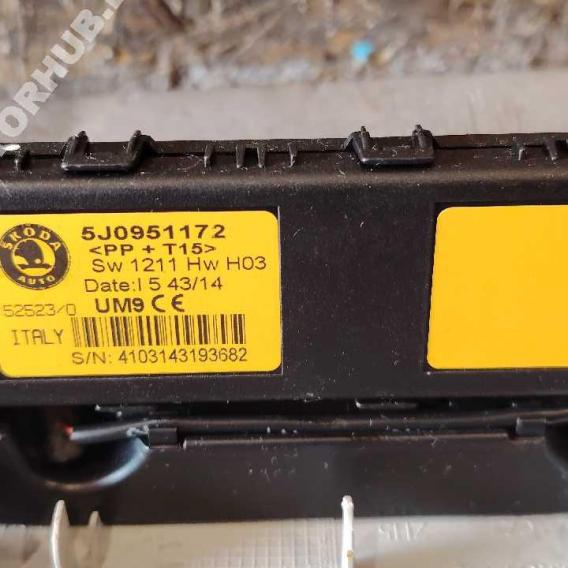 ORHUB.
ŠKODA
AUTO
5J0951172
<PP + T15>
Sw 1211 Hw H03
Date:I 5 43/14
52523/0 UM9 CE
ITALY
S/N: 4103143193682